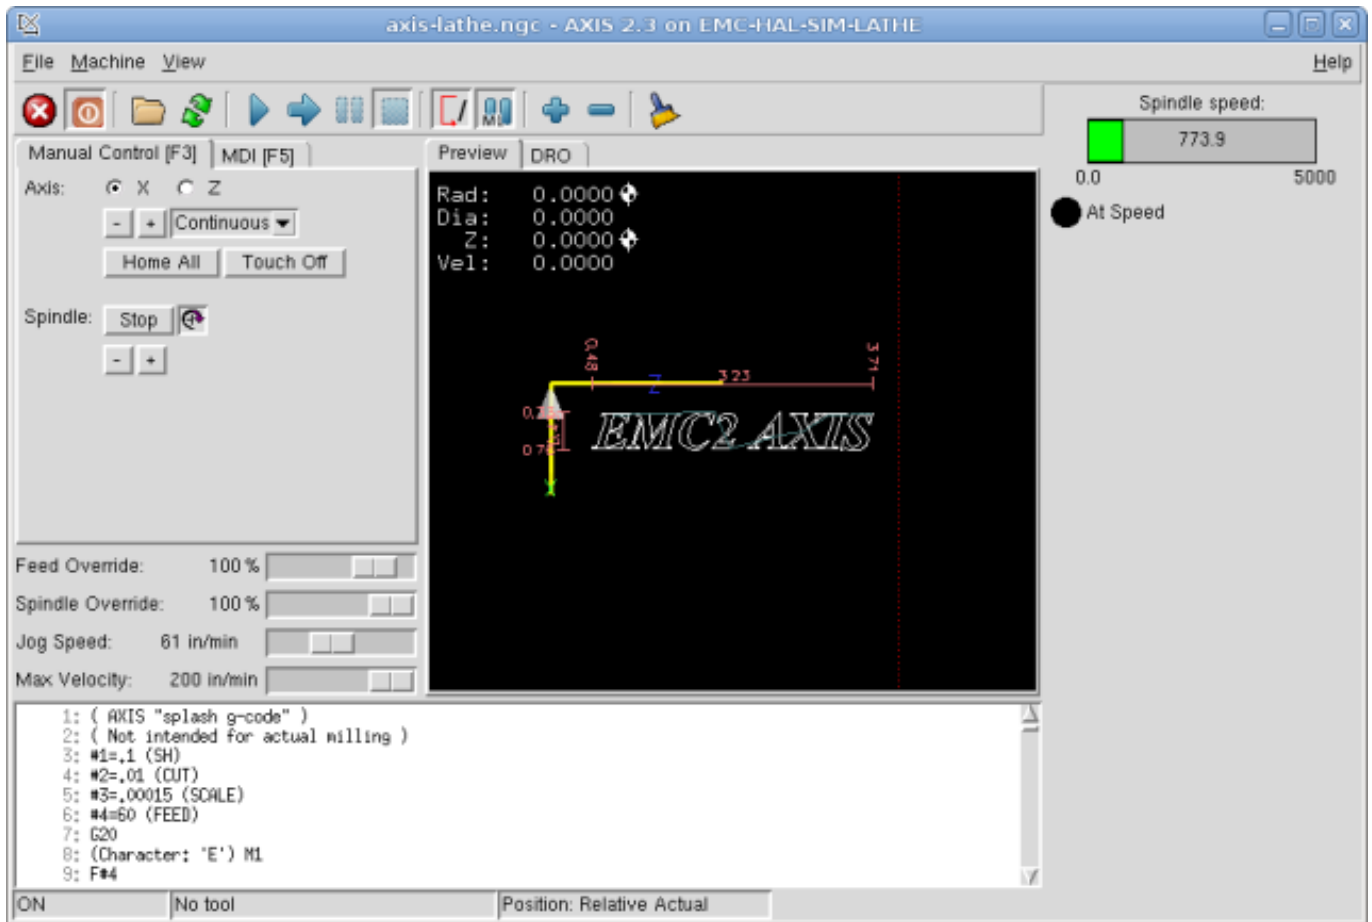 axis-lathe.ngc - AXIS 2.3 on EMC-HAL-SIM-LATHE
File Machine View Help
Manual Control [F3] MDI [F5]
Axis: X Z
- + Continuous
Home All Touch Off
Spindle: Stop
- +
Feed Override: 100 %
Spindle Override: 100 %
Jog Speed: 61 in/min
Max Velocity: 200 in/min
Preview DRO
Rad: 0.0000
Dia: 0.0000
Z: 0.0000
Vel: 0.0000
0.48 3.71
Z 3.23
EMC2 AXIS
0.76
X
Spindle speed:
773.9
0.0 5000
At Speed
1: ( AXIS "splash g-code" )
2: ( Not intended for actual milling )
3: #1=.1 (SH)
4: #2=.01 (CUT)
5: #3=.00015 (SCALE)
6: #4=60 (FEED)
7: G20
8: (Character: 'E') M1
9: F#4
ON No tool Position: Relative Actual